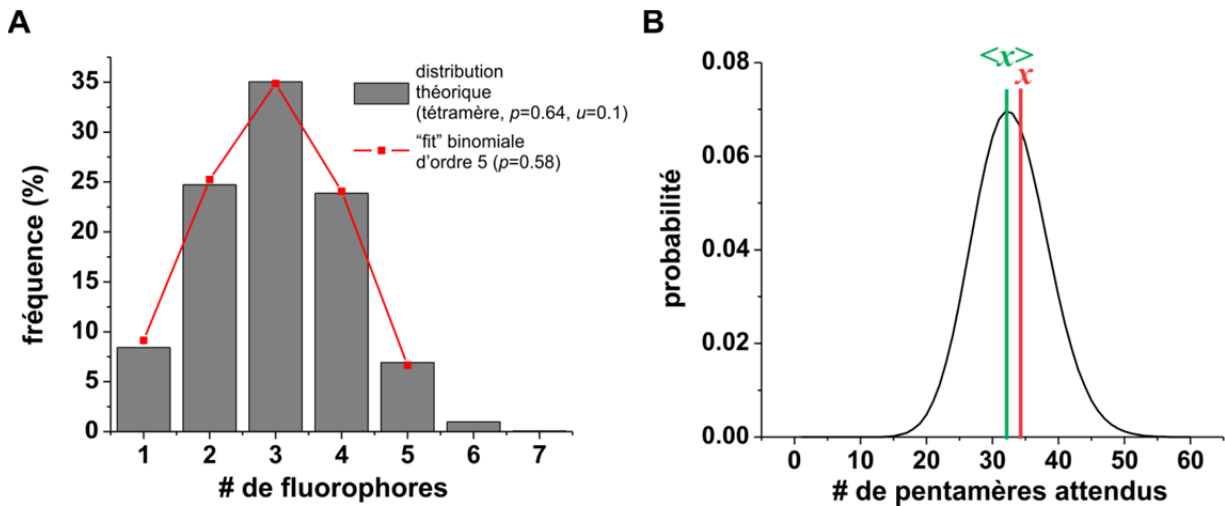 A
distribution
théorique
(tétramère, p=0.64, u=0.1)
"fit" binomiale
d'ordre 5 (p=0.58)
fréquence (%)
35
30
25
20
15
10
5
0
1 2 3 4 5 6 7
# de fluorophores
B
<x>
x
probabilité
0.08
0.06
0.04
0.02
0.00
0 10 20 30 40 50 60
# de pentamères attendus